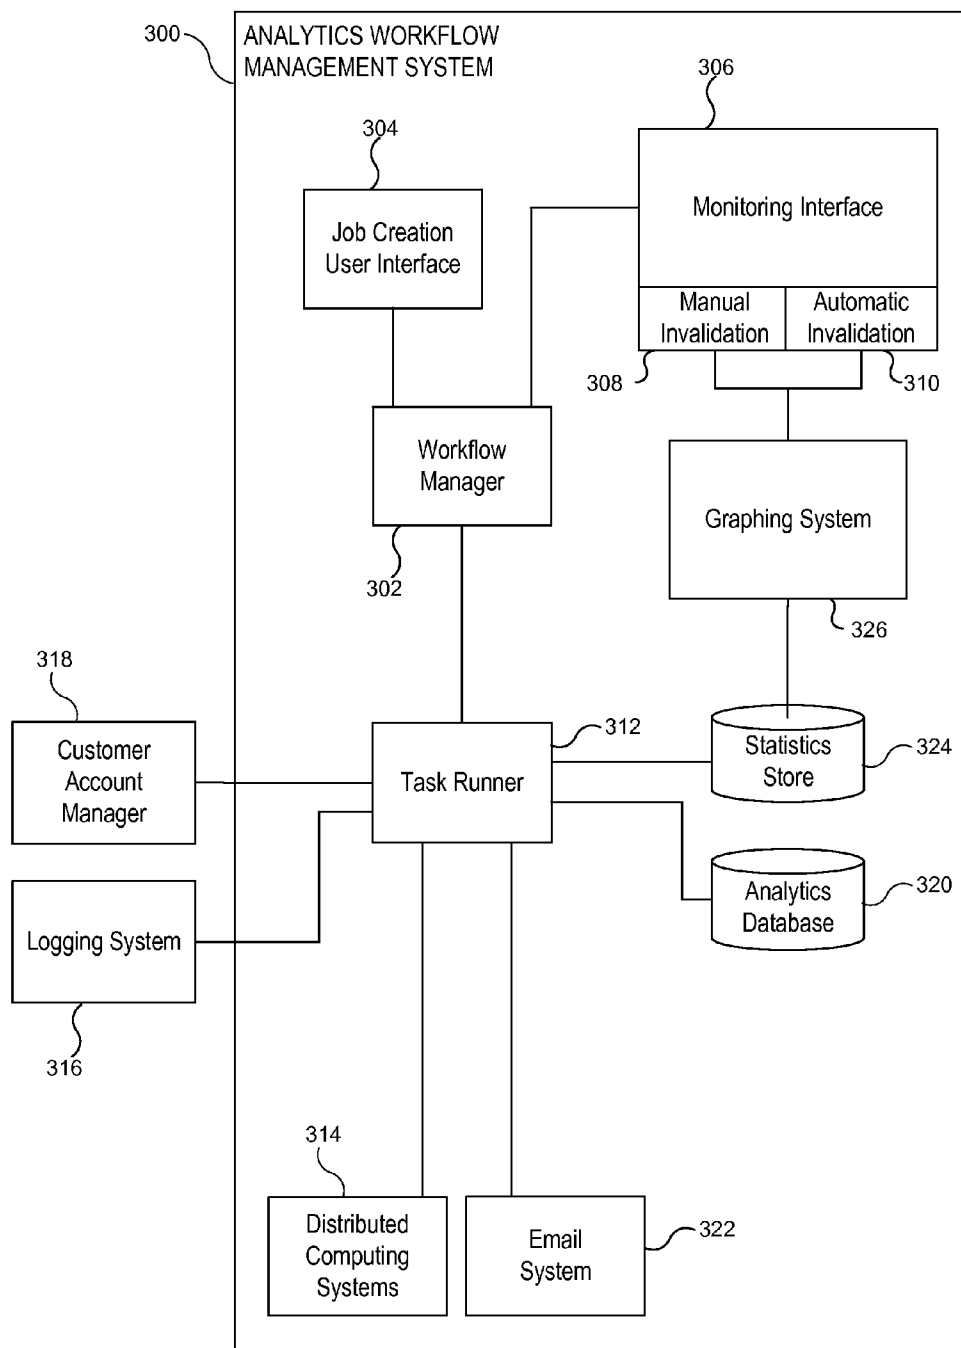 300
ANALYTICS WORKFLOW
MANAGEMENT SYSTEM
306
304
Job Creation
User Interface
Monitoring Interface
Manual
Invalidation
Automatic
Invalidation
308
310
Workflow
Manager
302
Graphing System
326
318
Customer
Account
Manager
312
Task Runner
Statistics
Store
324
Logging System
316
Analytics
Database
320
314
Distributed
Computing
Systems
Email
System
322